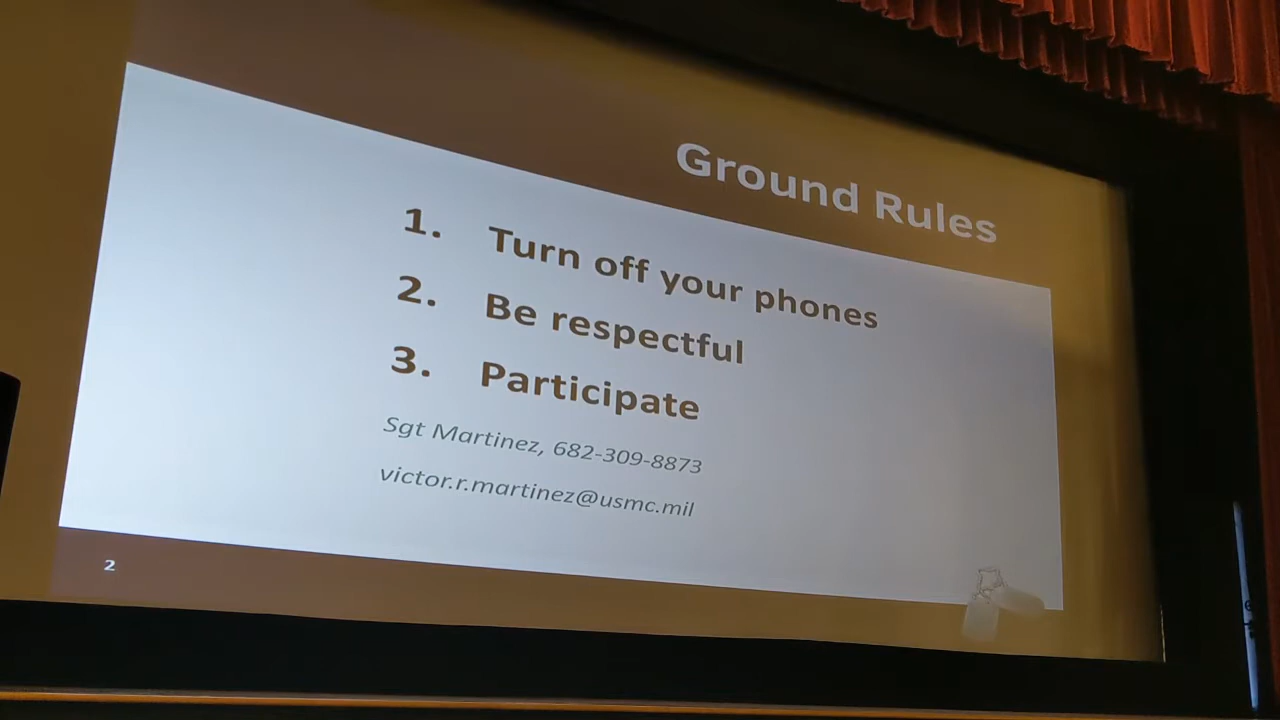 Ground Rules
1. Turn off your phones
2. Be respectful
3. Participate
Sgt Martinez, 682-309-8873
victor.r.martinez@usmc.mil
2